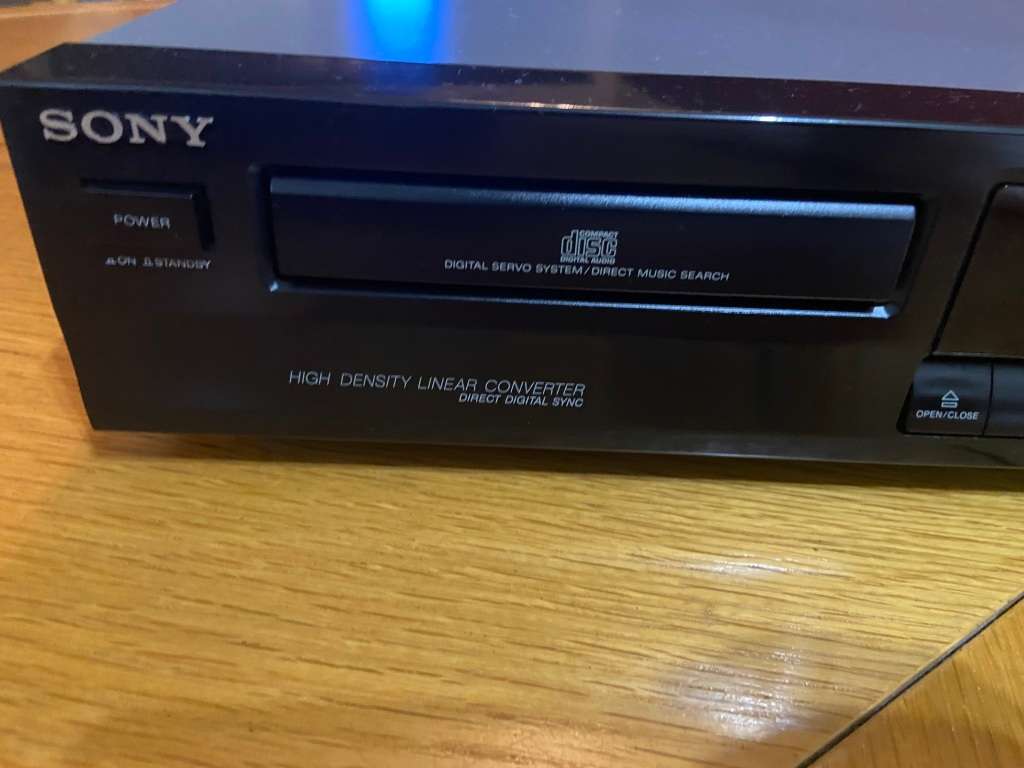 SONY
POWER
ON STANDBY
COMPACT
disc
DIGITAL AUDIO
DIGITAL SERVO SYSTEM/DIRECT MUSIC SEARCH
HIGH DENSITY LINEAR CONVERTER
DIRECT DIGITAL SYNC
OPEN/CLOSE